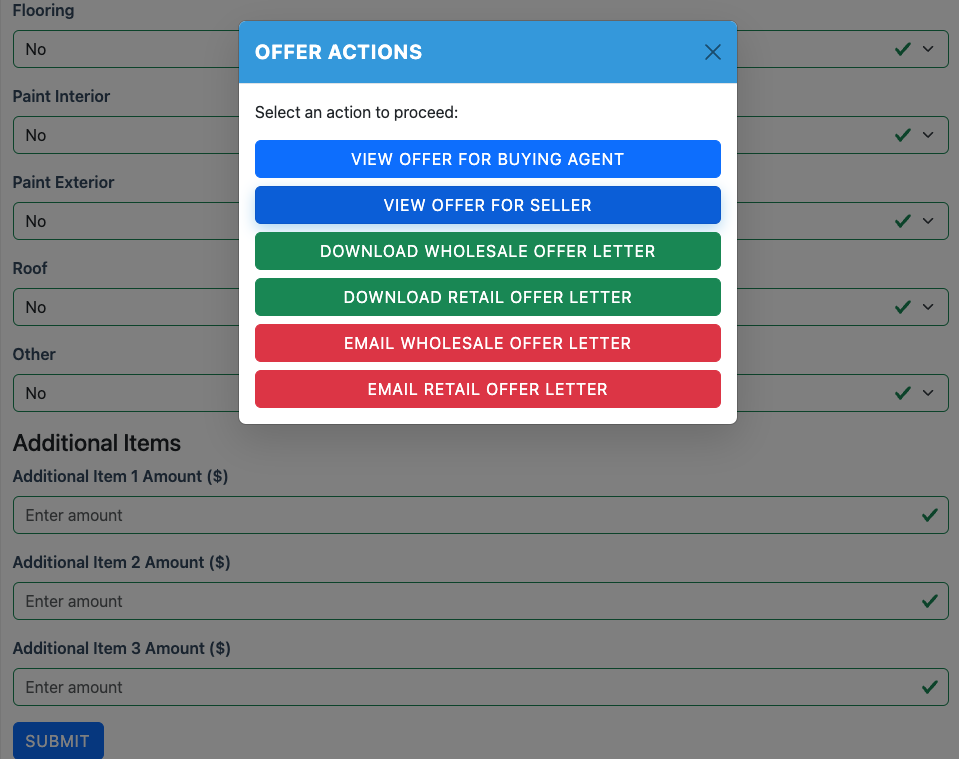 Flooring
No
Paint Interior
No
Paint Exterior
No
Roof
No
Other
No
OFFER ACTIONS
Select an action to proceed:
VIEW OFFER FOR BUYING AGENT
VIEW OFFER FOR SELLER
DOWNLOAD WHOLESALE OFFER LETTER
DOWNLOAD RETAIL OFFER LETTER
EMAIL WHOLESALE OFFER LETTER
EMAIL RETAIL OFFER LETTER
Additional Items
Additional Item 1 Amount ($)
Enter amount
Additional Item 2 Amount ($)
Enter amount
Additional Item 3 Amount ($)
Enter amount
SUBMIT